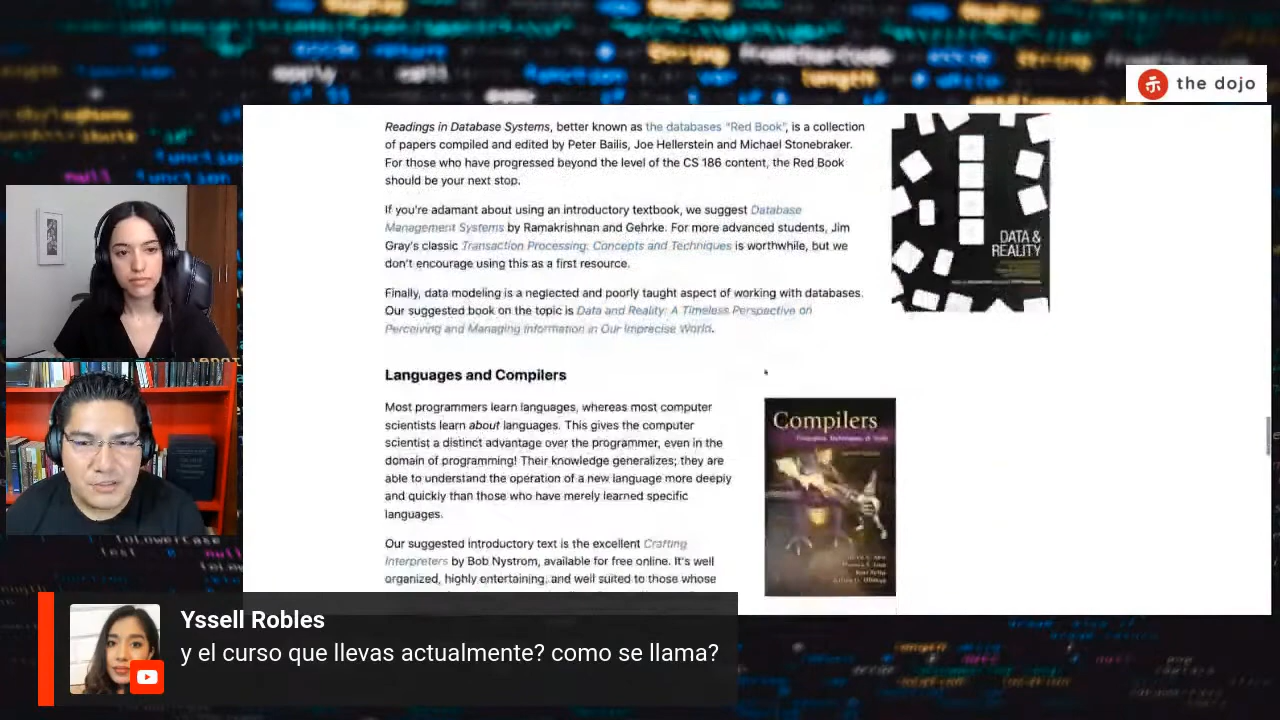 the dojo
Readings in Database Systems, better known as the databases "Red Book", is a collection
of papers compiled and edited by Peter Bailis, Joe Hellerstein and Michael Stonebraker.
For those who have progressed beyond the level of the CS 186 content, the Red Book
should be your next stop.
If you're adamant about using an introductory textbook, we suggest Database
Management Systems by Ramakrishnan and Gehrke. For more advanced students, Jim
Gray's classic Transaction Processing: Concepts and Techniques is worthwhile, but we
don't encourage using this as a first resource.
Finally, data modeling is a neglected and poorly taught aspect of working with databases.
Our suggested book on the topic is Data and Reality: A Timeless Perspective on
Perceiving and Managing Information in Our Imprecise World.
DATA &
REALITY
Languages and Compilers
Most programmers learn languages, whereas most computer
scientists learn about languages. This gives the computer
scientist a distinct advantage over the programmer, even in the
domain of programming! Their knowledge generalizes; they are
able to understand the operation of a new language more deeply
and quickly than those who have merely learned specific
languages.
Our suggested introductory text is the excellent Crafting
Interpreters by Bob Nystrom, available for free online. It's well
organized, highly entertaining, and well suited to those whose
Compilers
Yssell Robles
y el curso que llevas actualmente? como se llama?